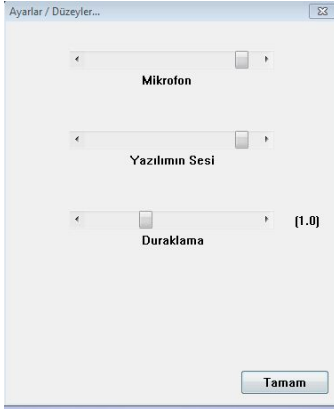 Ayarlar / Düzeyler...
Mikrofon
Yazılımın Sesi
(1.0)
Duraklama
Tamam